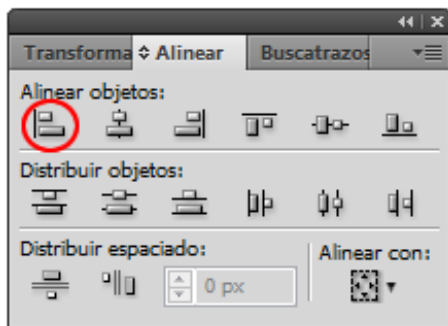 Transforma Alinear Buscatrazos
Alinear objetos:
Distribuir objetos:
Distribuir espaciado: Alinear con:
0 px